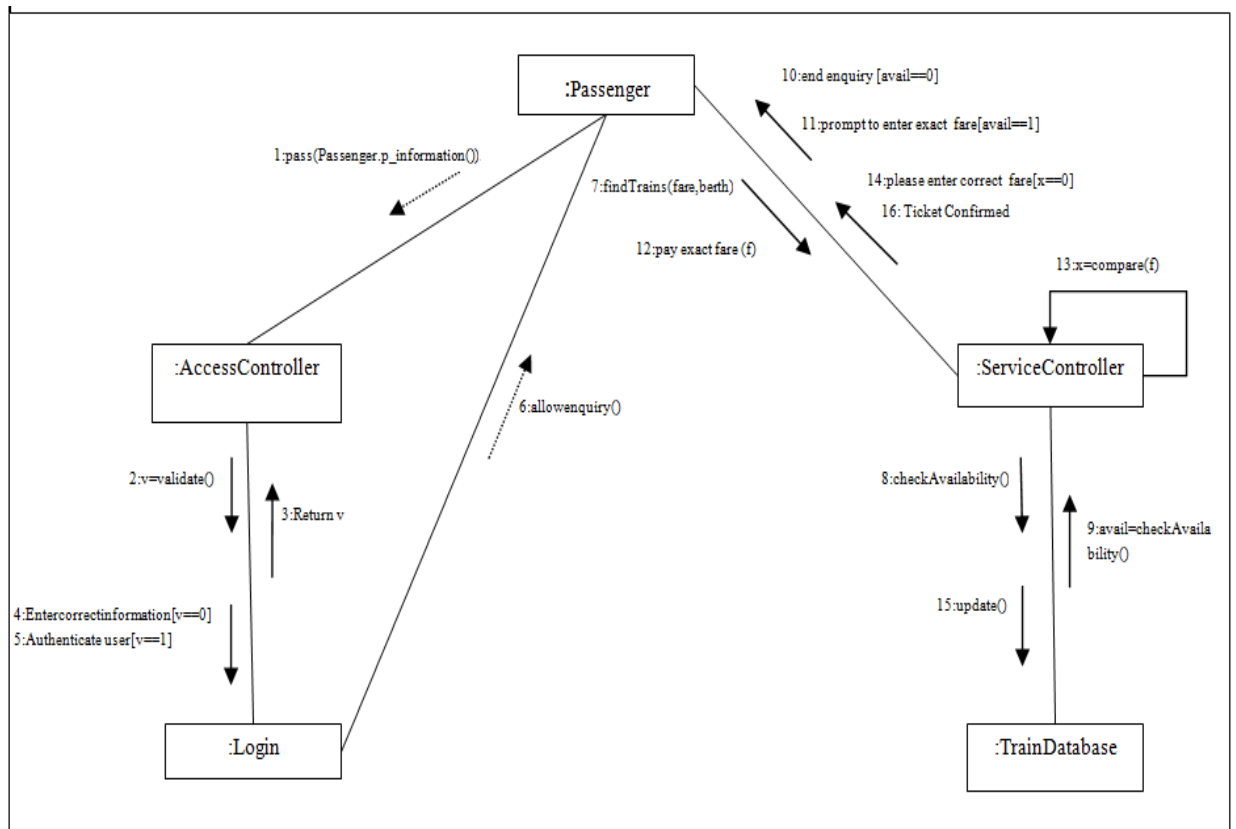 :Passenger
10:end enquiry [avail==0]
11:prompt to enter exact fare[avail==1]
1:pass(Passenger.p_information()).
7:findTrains(fare,berth)
14:please enter correct fare[x==0]
16: Ticket Confirmed
12:pay exact fare (f)
13:x=compare(f)
:AccessController
:ServiceController
6:allowenquiry()
2:v=validate()
3:Return v
8:checkAvailability()
9:avail=checkAvaila
bility()
4:Entercorrectinformation[v==0]
5:Authenticate user[v==1]
15:update()
:Login
:TrainDatabase